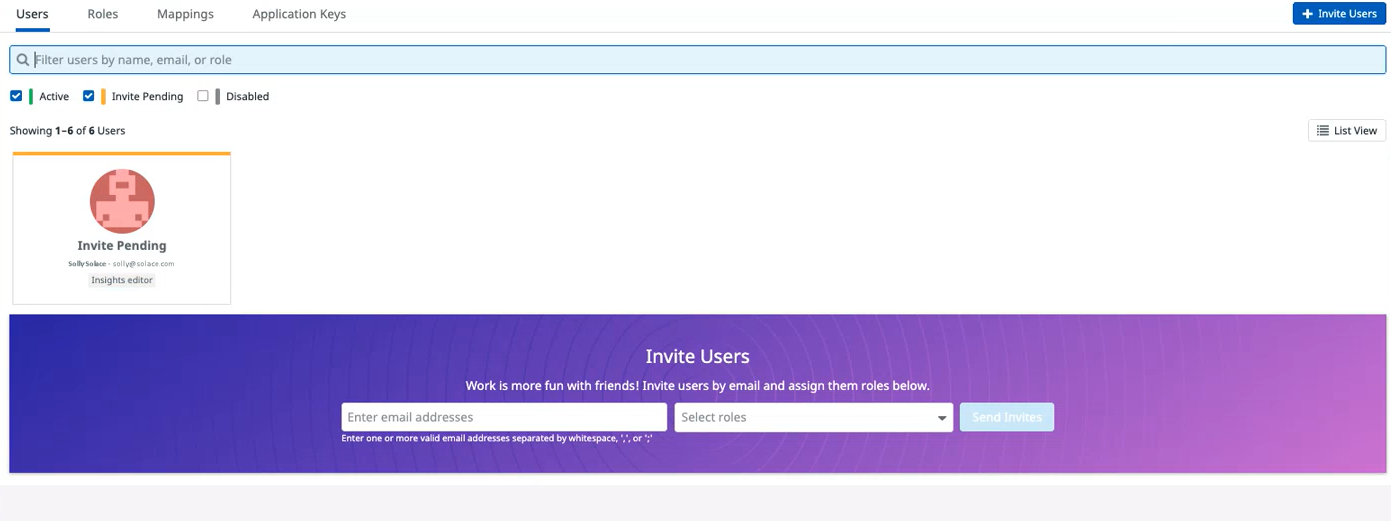 Users Roles Mappings Application Keys Invite Users
Filter users by name, email, or role
Active Invite Pending Disabled
Showing 1–6 of 6 Users List View
Invite Pending
Solly Solace - solly@solace.com
Insights editor
Invite Users
Work is more fun with friends! Invite users by email and assign them roles below.
Enter email addresses Select roles Send Invites
Enter one or more valid email addresses separated by whitespace, ',', or ';'